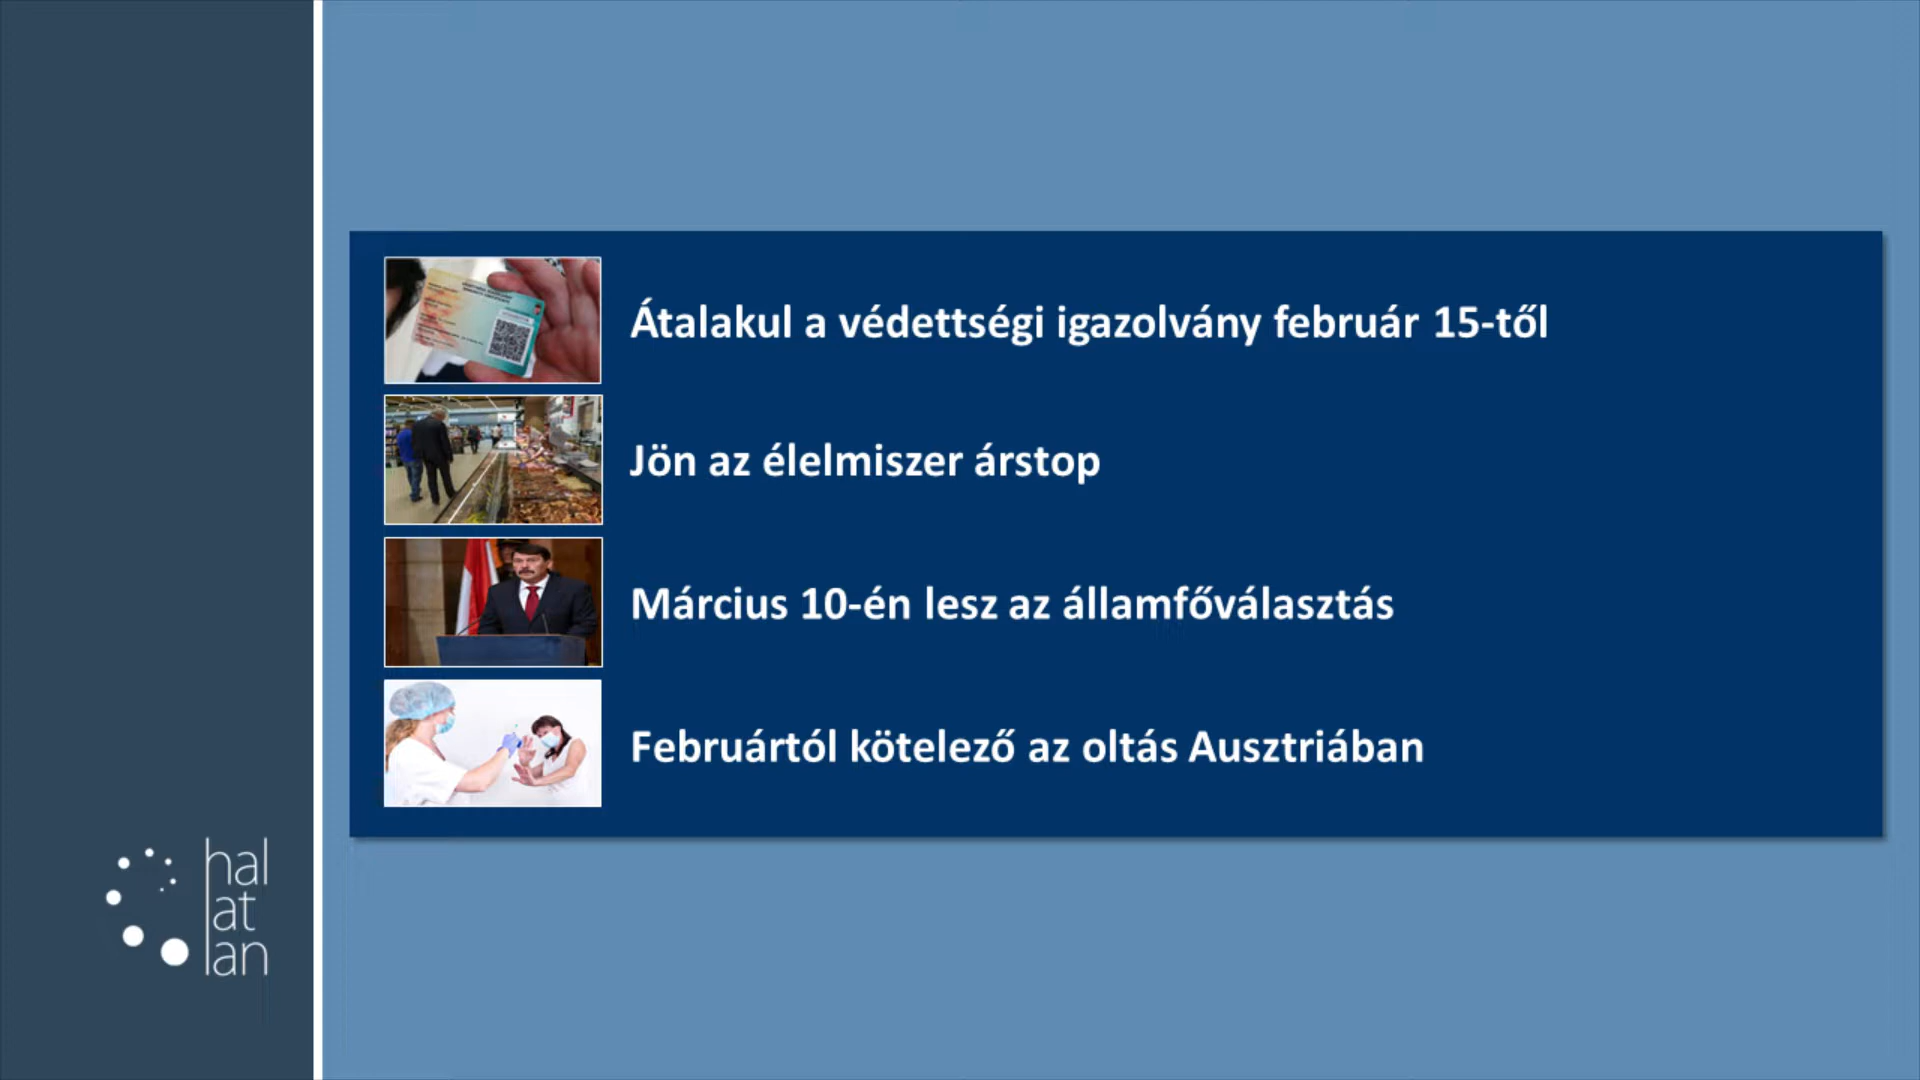 Átalakul a védettségi igazolvány február 15-től
Jön az élelmiszer árstop
Március 10-én lesz az államfőválasztás
Februártól kötelező az oltás Ausztriában
hal
at
lan